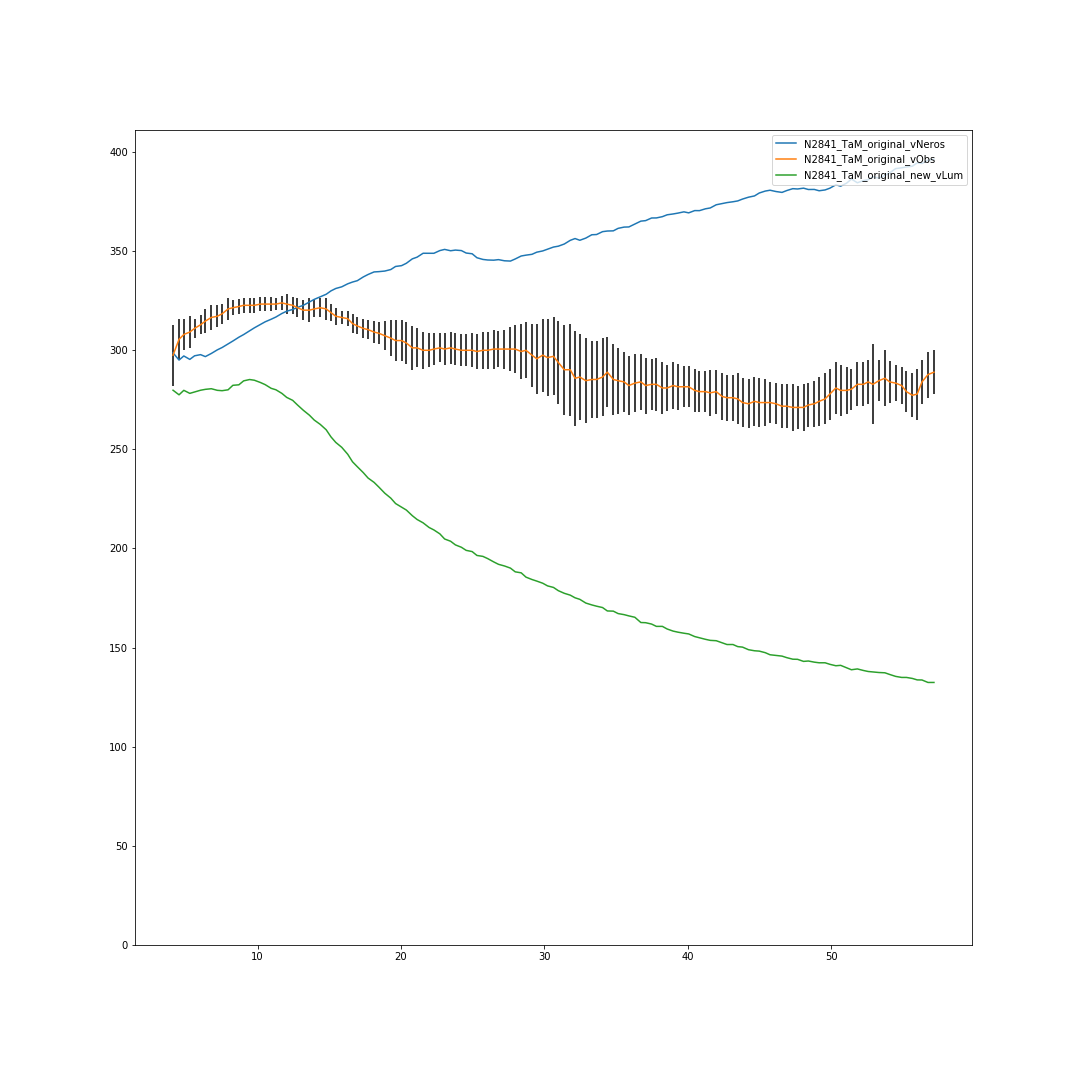 N2841_TaM_original_vNeros
N2841_TaM_original_vObs
N2841_TaM_original_new_vLum
400
350
300
250
200
150
100
50
0
10 20 30 40 50